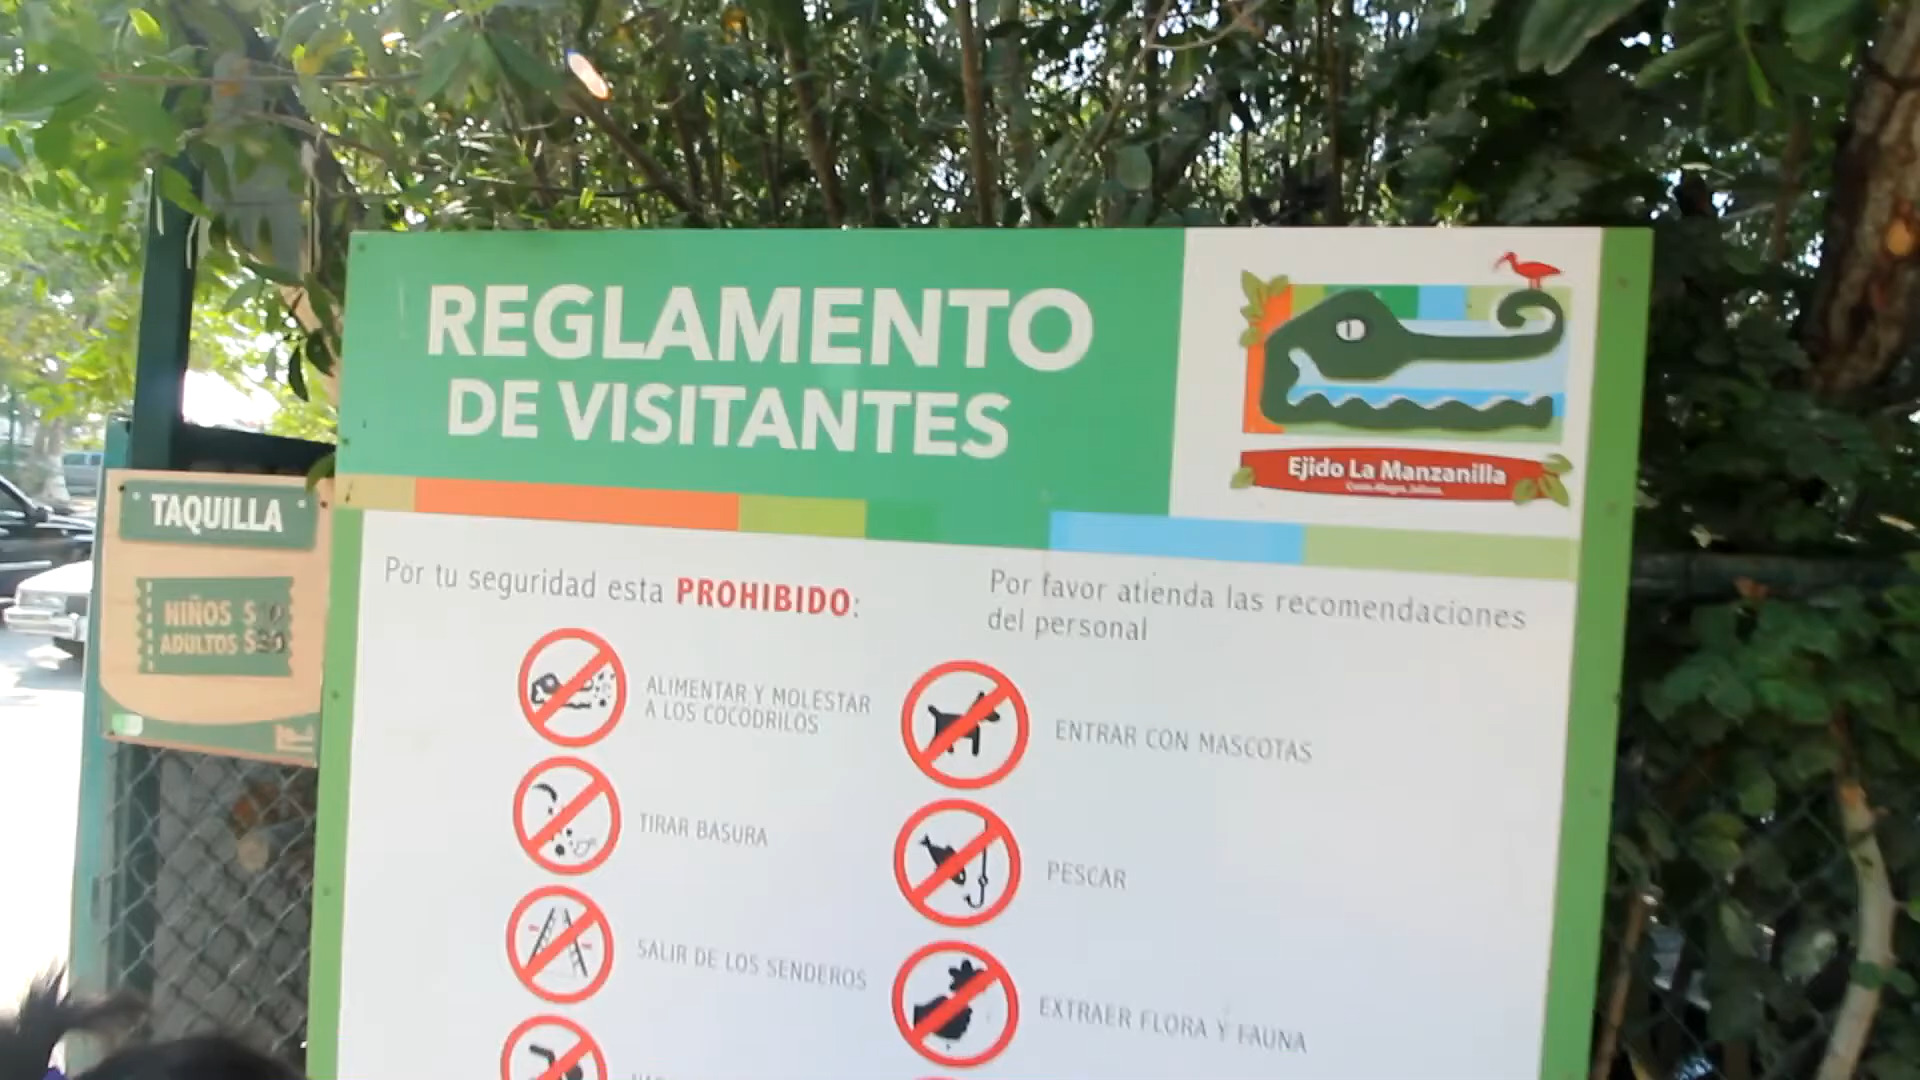 REGLAMENTO
DE VISITANTES
Ejido La Manzanilla
TAQUILLA
NIÑOS $
ADULTOS $
Por tu seguridad esta PROHIBIDO:
Por favor atienda las recomendaciones
del personal
ALIMENTAR Y MOLESTAR
A LOS COCODRILOS
ENTRAR CON MASCOTAS
TIRAR BASURA
PESCAR
SALIR DE LOS SENDEROS
EXTRAER FLORA Y FAUNA